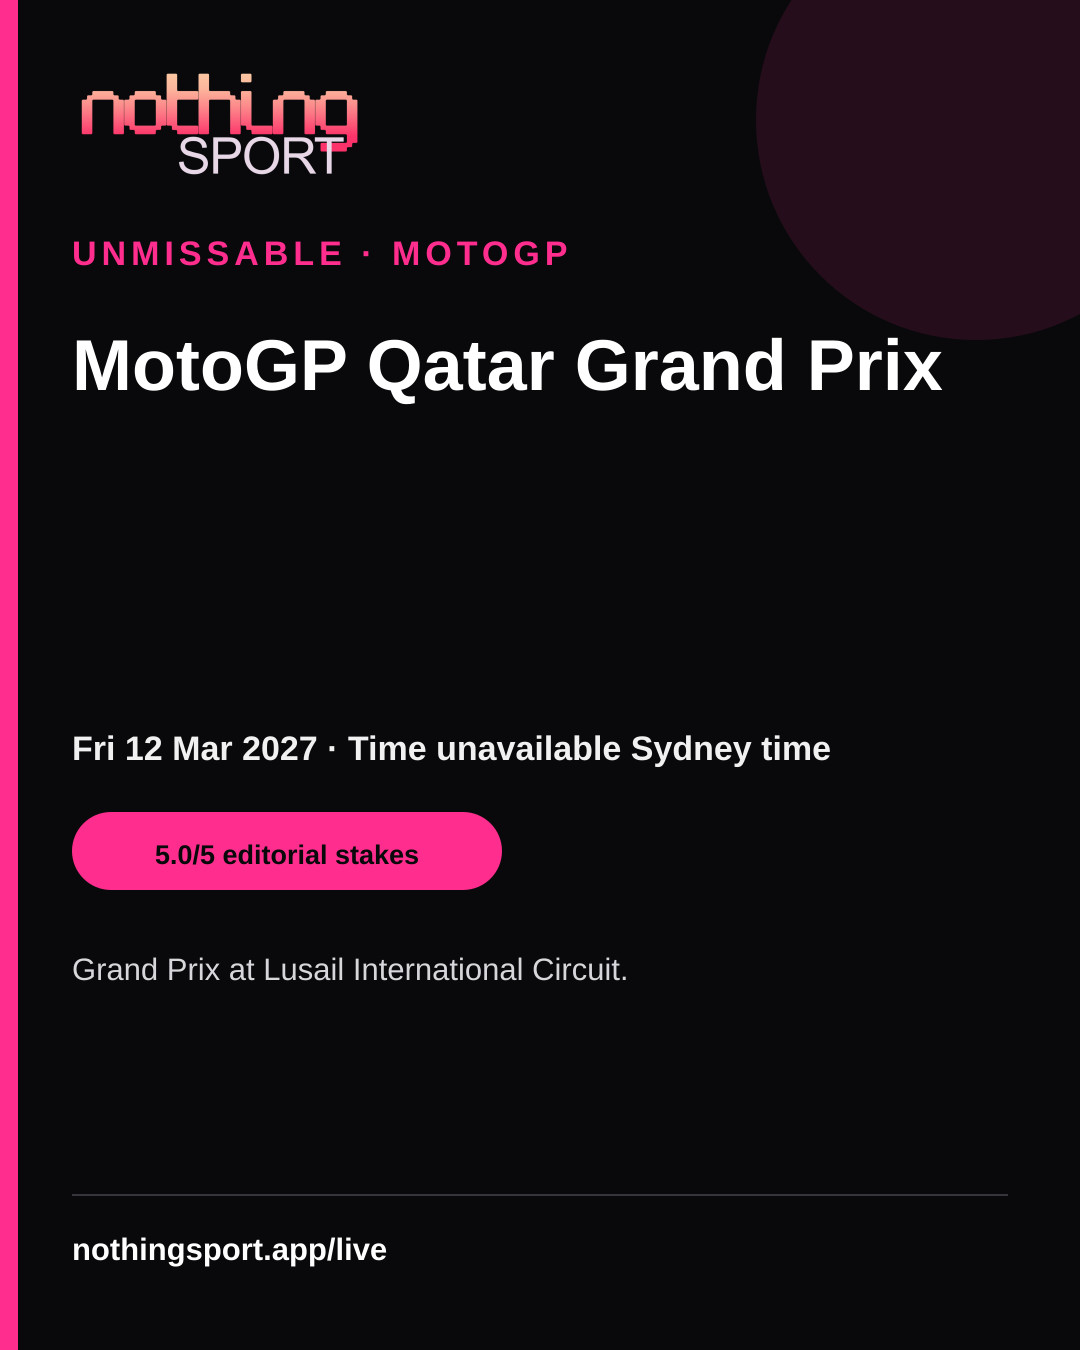 nothing
SPORT
UNMISSABLE · MOTOGP
MotoGP Qatar Grand Prix
Fri 12 Mar 2027 · Time unavailable Sydney time
5.0/5 editorial stakes
Grand Prix at Lusail International Circuit.
nothingsport.app/live